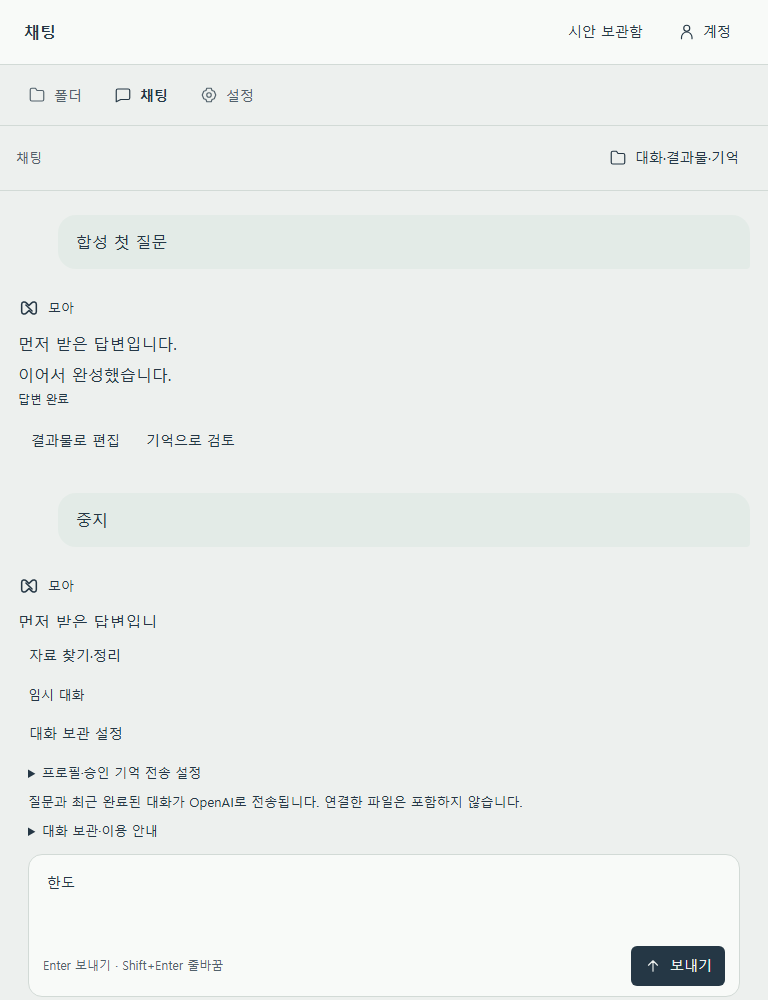 채팅
시안 보관함
계정
폴더
채팅
설정
채팅
대화·결과물·기억
합성 첫 질문
모아
먼저 받은 답변입니다.
이어서 완성했습니다.
답변 완료
결과물로 편집
기억으로 검토
중지
모아
먼저 받은 답변입니
자료 찾기·정리
임시 대화
대화 보관 설정
프로필·승인 기억 전송 설정
질문과 최근 완료된 대화가 OpenAI로 전송됩니다. 연결한 파일은 포함하지 않습니다.
대화 보관·이용 안내
한도
Enter 보내기 · Shift+Enter 줄바꿈
보내기